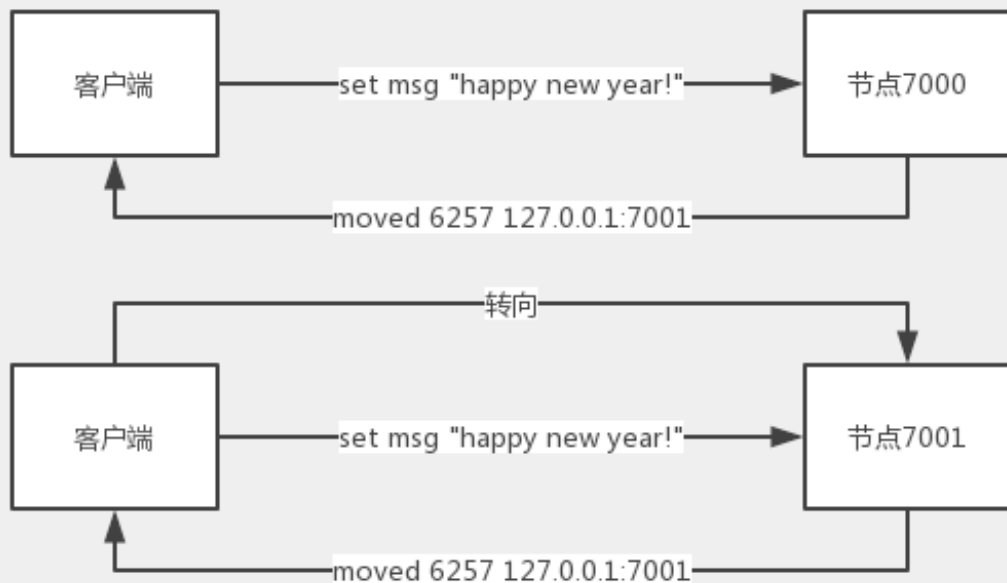 客户端
set msg "happy new year!"
节点7000
moved 6257 127.0.0.1:7001
转向
客户端
set msg "happy new year!"
节点7001
moved 6257 127.0.0.1:7001